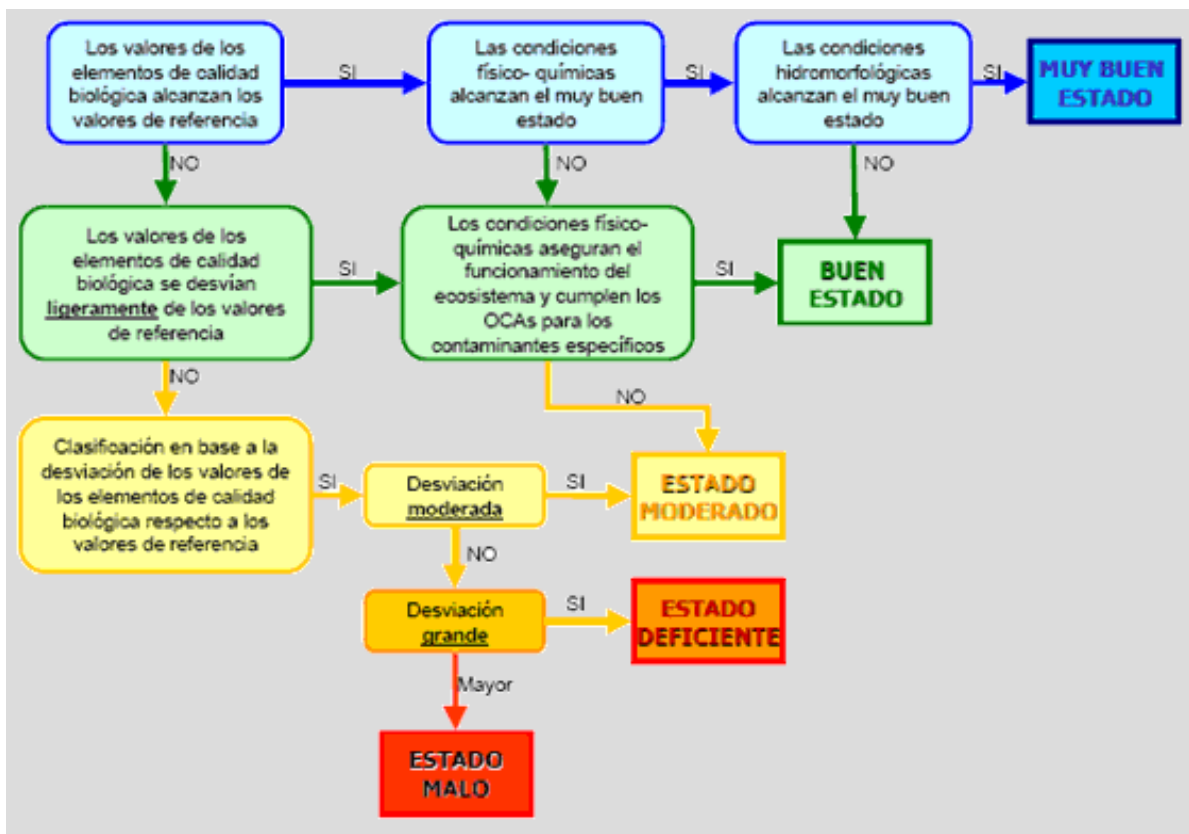 Los valores de los
elementos de calidad
biológica alcanzan los
valores de referencia
SI
Las condiciones
físico- químicas
alcanzan el muy buen
estado
SI
Las condiciones
hidromorfológicas
alcanzan el muy buen
estado
SI
MUY BUEN
ESTADO
NO
NO
NO
Los valores de los
elementos de calidad
biológica se desvían
ligeramente de los valores
de referencia
SI
Los condiciones físico-
químicas aseguran el
funcionamiento del
ecosistema y cumplen los
OCAs para los
contaminantes específicos
SI
BUEN
ESTADO
NO
NO
Clasificación en base a la
desviación de los valores de
los elementos de calidad
biológica respecto a los
valores de referencia
SI
Desviación
moderada
SI
ESTADO
MODERADO
NO
Desviación
grande
SI
ESTADO
DEFICIENTE
Mayor
ESTADO
MALO